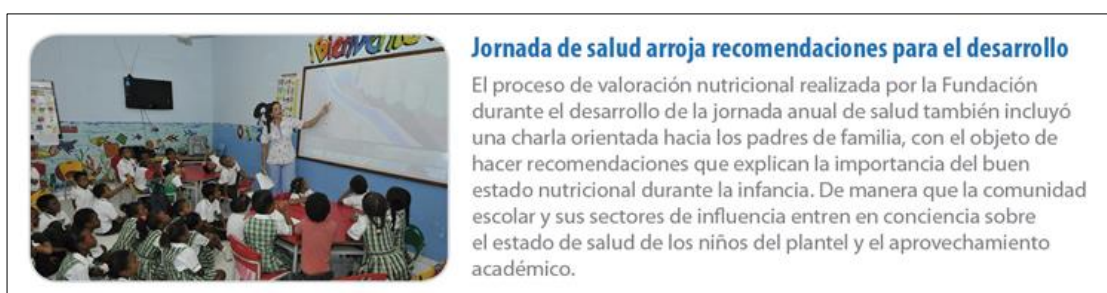 ¡Bienvenidos
Jornada de salud arroja recomendaciones para el desarrollo
El proceso de valoración nutricional realizada por la Fundación
durante el desarrollo de la jornada anual de salud también incluyó
una charla orientada hacia los padres de familia, con el objeto de
hacer recomendaciones que explican la importancia del buen
estado nutricional durante la infancia. De manera que la comunidad
escolar y sus sectores de influencia entren en conciencia sobre
el estado de salud de los niños del plantel y el aprovechamiento
académico.